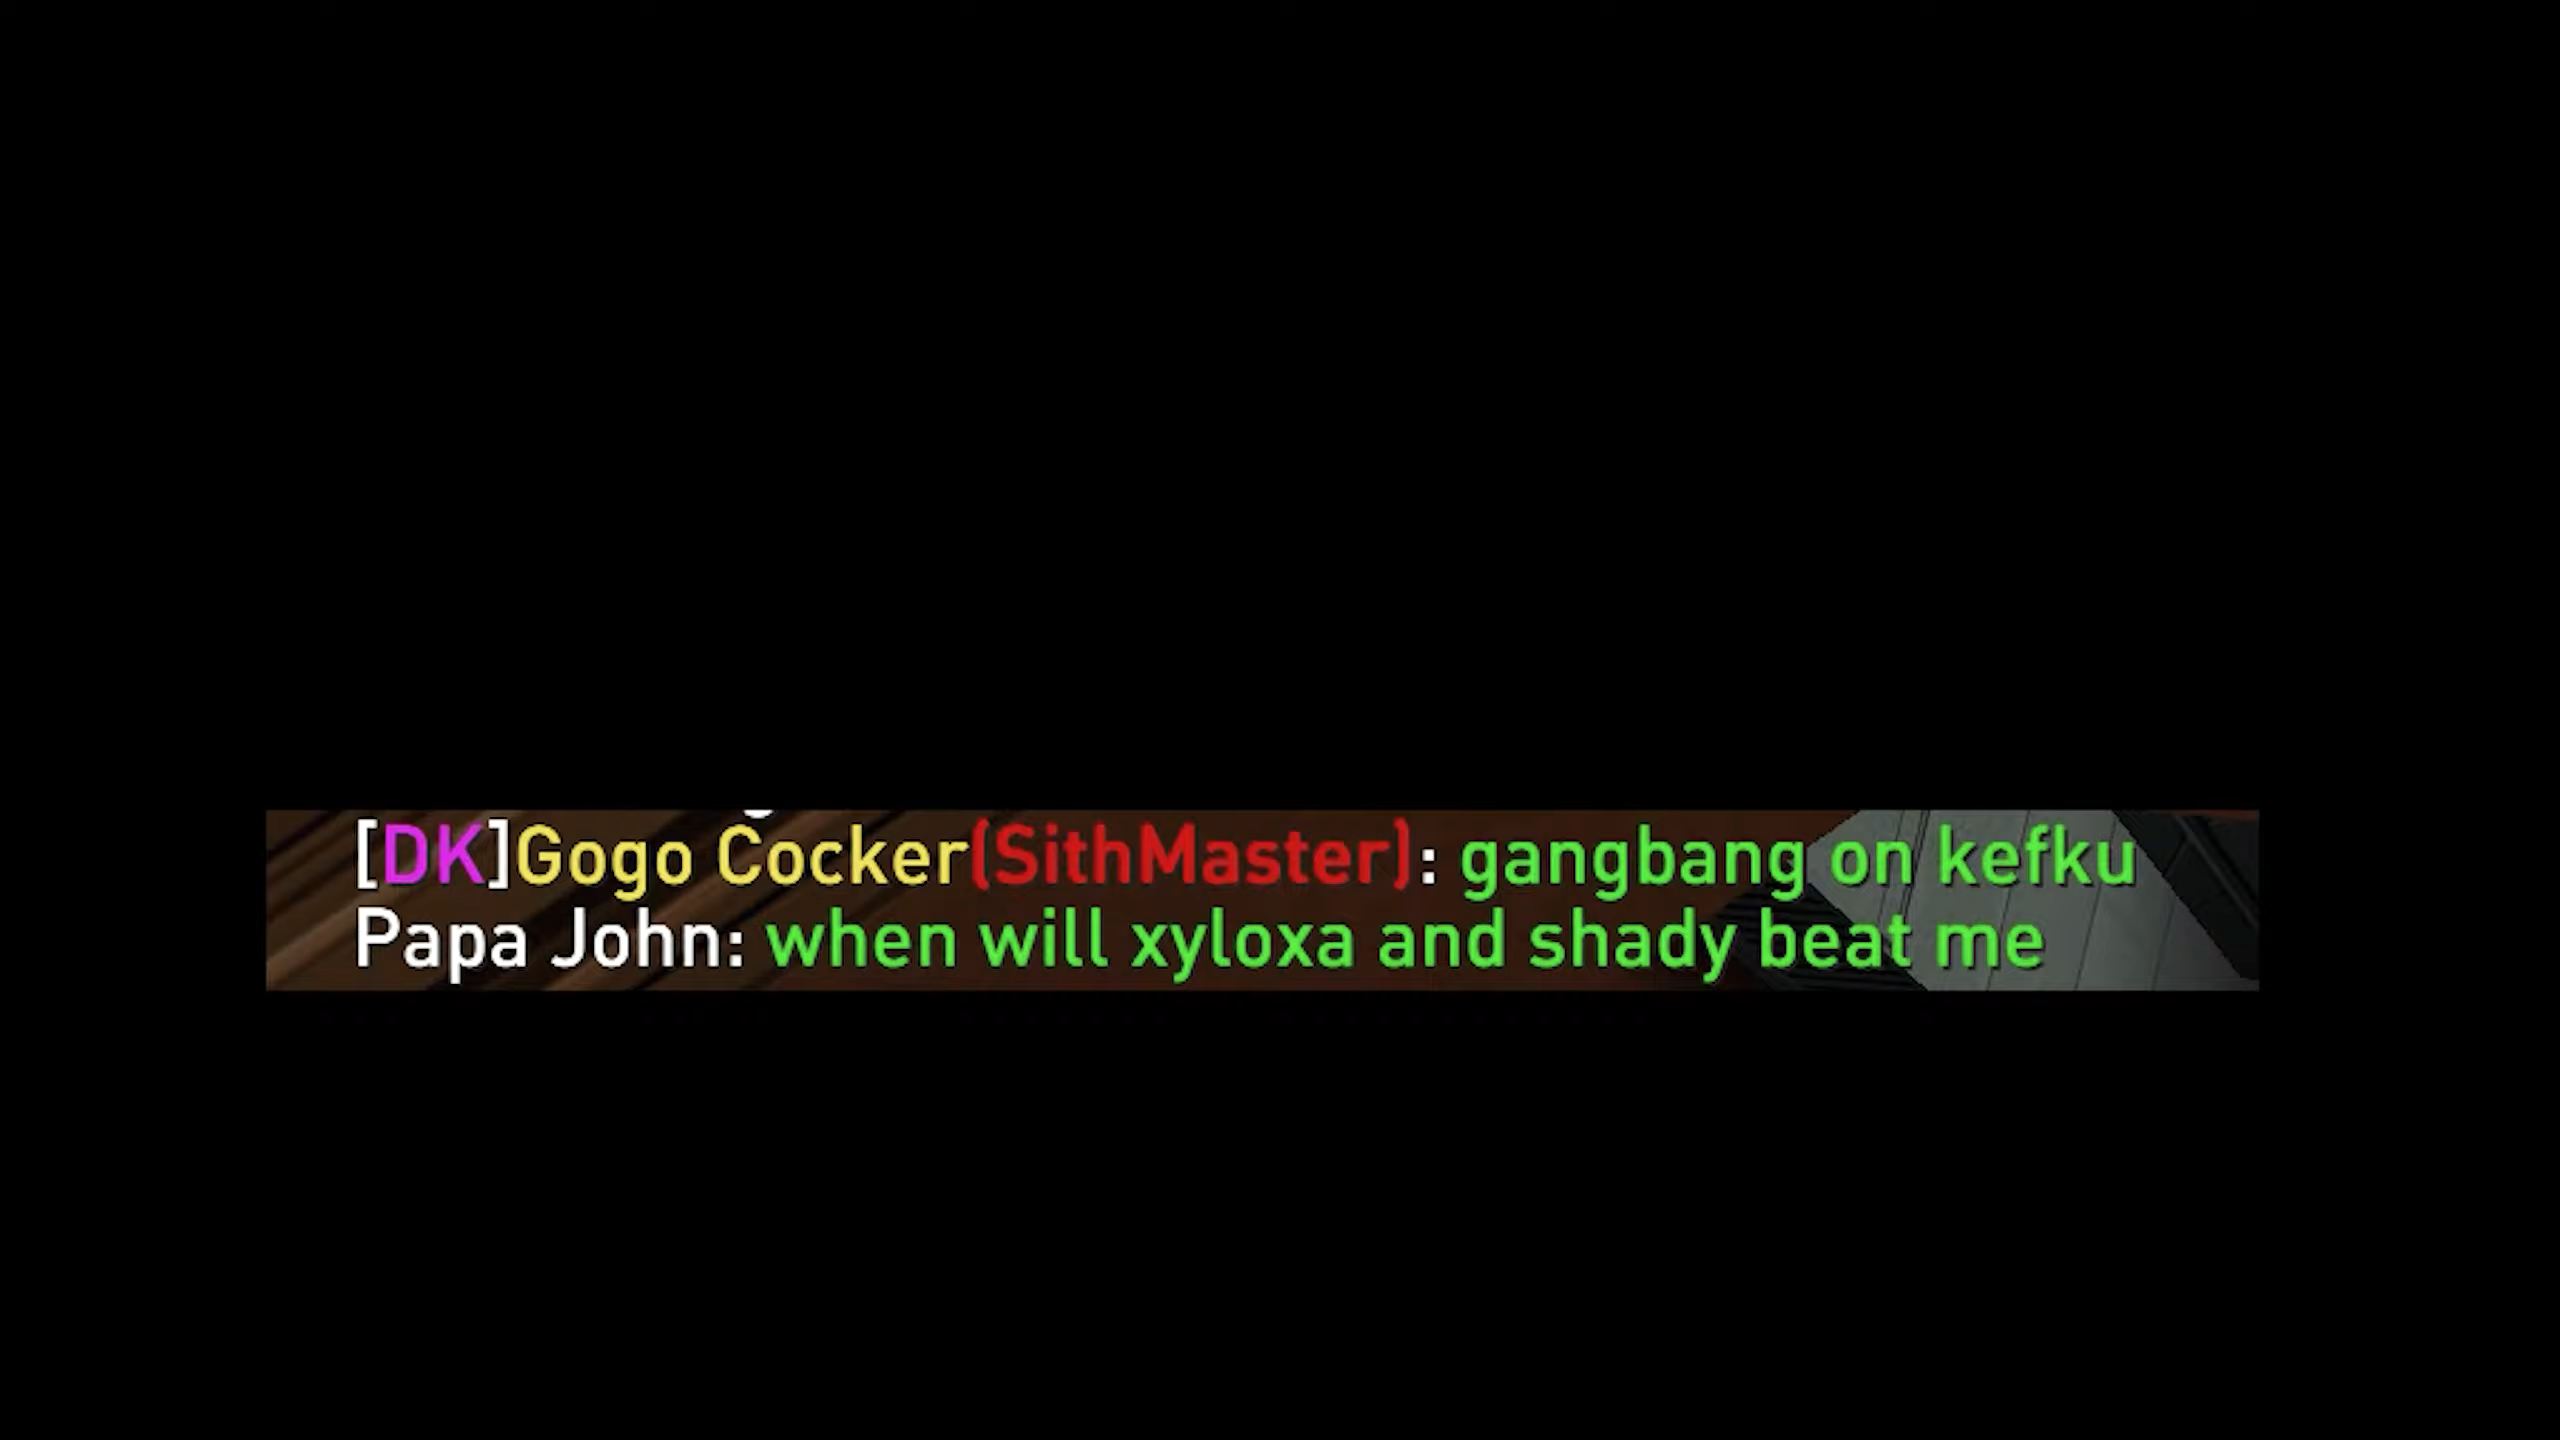 [DK]Gogo Cocker(SithMaster): gangbang on kefku
Papa John: when will xyloxa and shady beat me